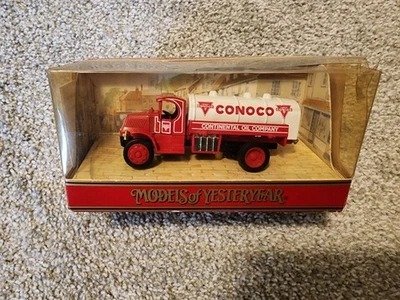 CONOCO
CONTINENTAL OIL COMPANY
MODELS of YESTERYEAR